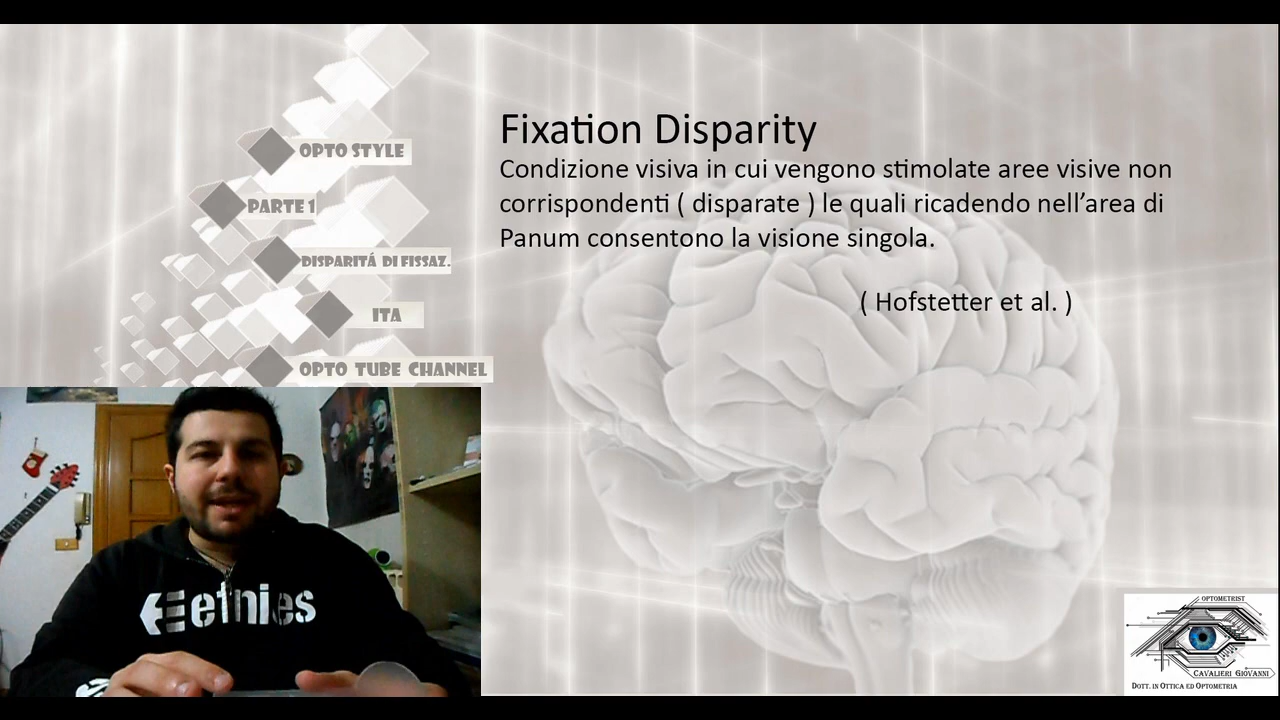 OPTO STYLE
PARTE 1
DISPARITÁ DI FISSAZ.
ITA
OPTO TUBE CHANNEL
Fixation Disparity
Condizione visiva in cui vengono stimolate aree visive non
corrispondenti ( disparate ) le quali ricadendo nell’area di
Panum consentono la visione singola.
( Hofstetter et al. )
etnies
OPTOMETRIST
CAVALIERI GIOVANNI
DOTT. IN OTTICA ED OPTOMETRIA